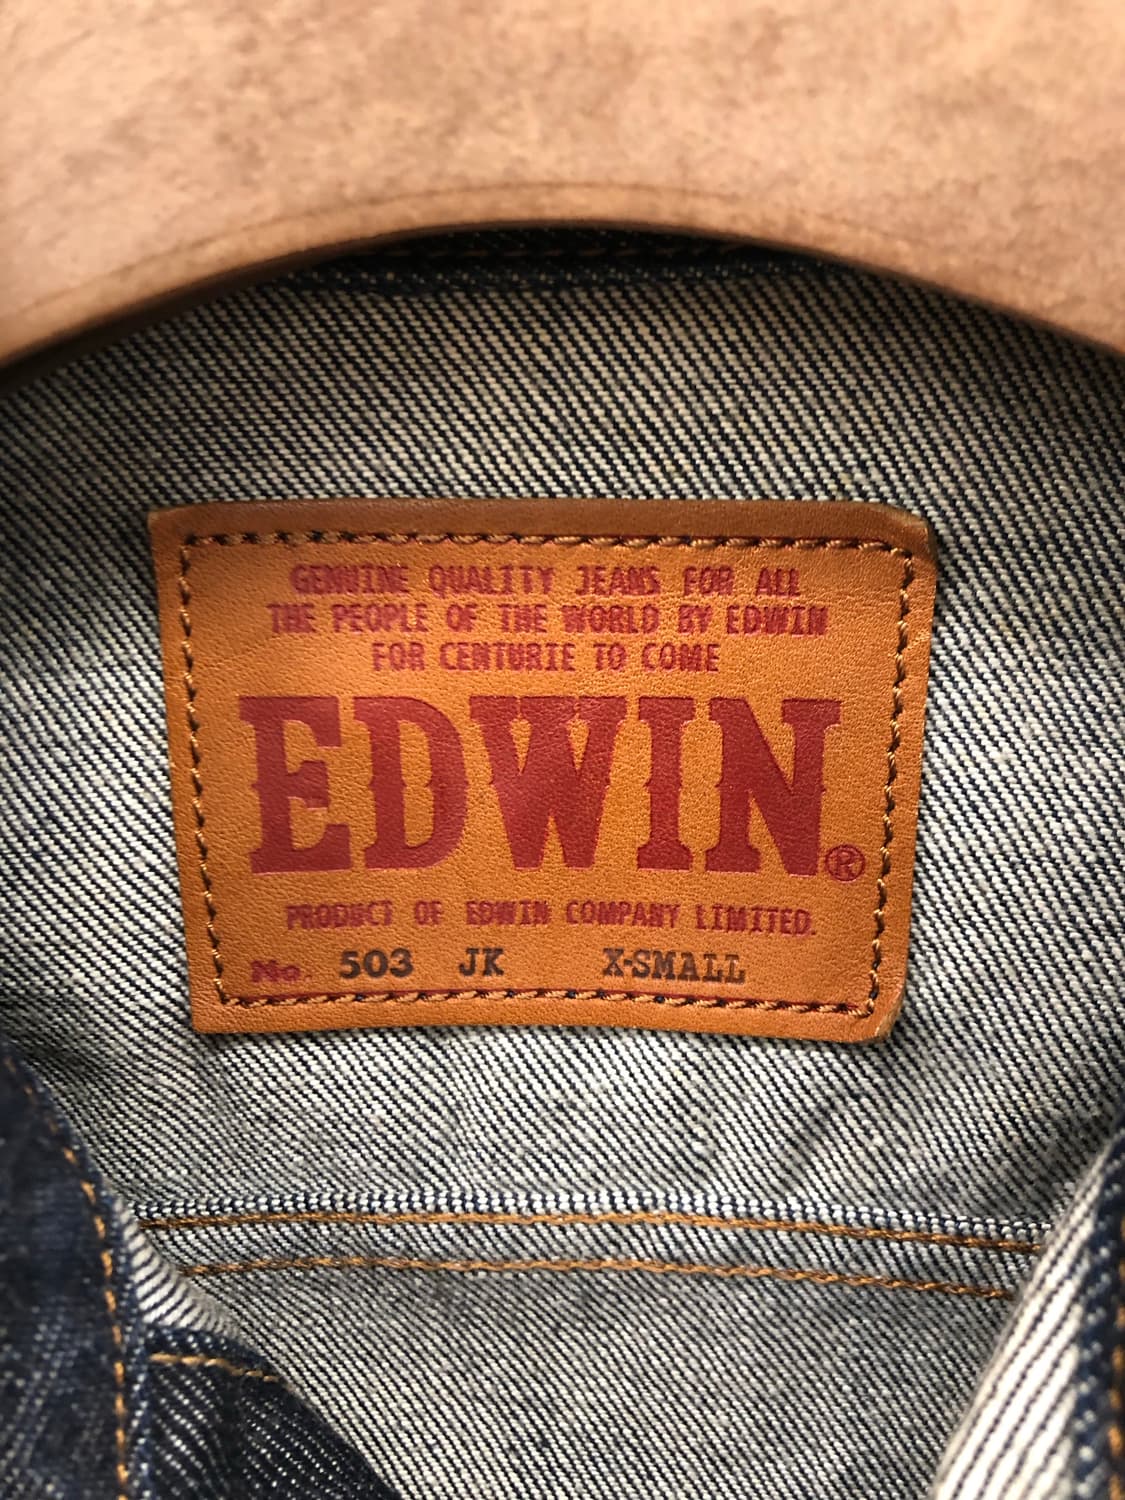 GENUINE QUALITY JEANS FOR ALL
THE PEOPLE OF THE WORLD BY EDWIN
FOR CENTURIE TO COME
EDWIN®
PRODUCT OF EDWIN COMPANY LIMITED.
No. 503 JK X-SMALL